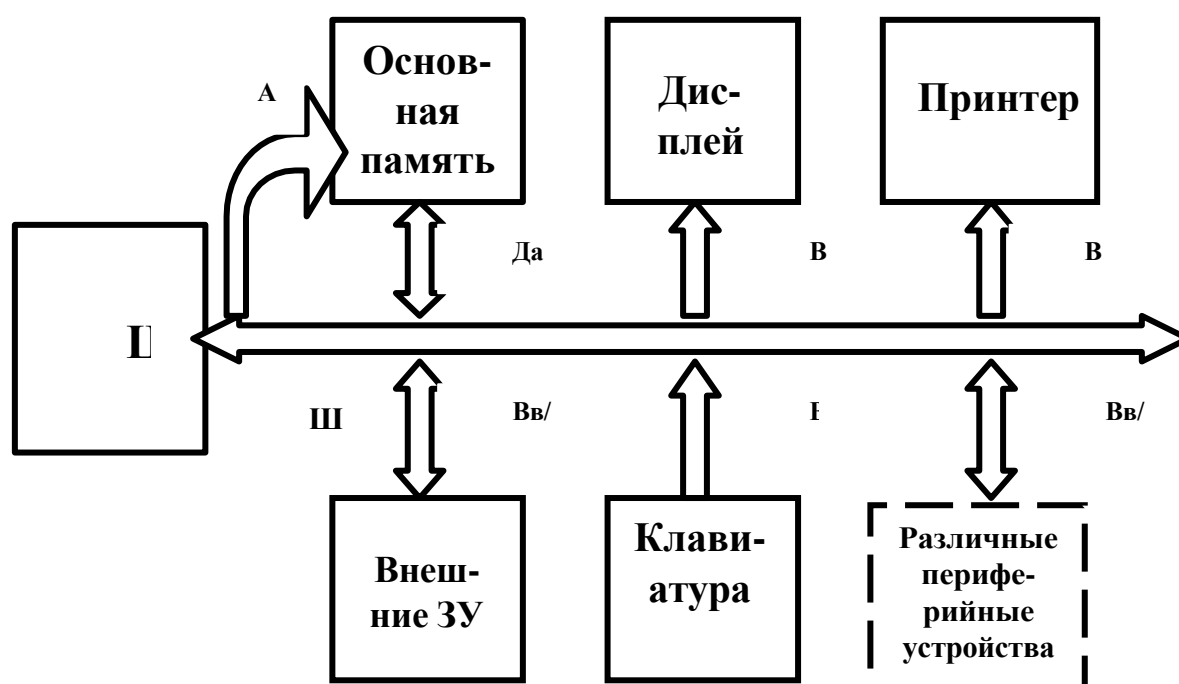 А
Основ-
ная
память
Дис-
плей
Принтер
Да
В
В
Ш
Вв/
Вв/
Внеш-
ние ЗУ
Клави-
атура
Различные
перифе-
рийные
устройства